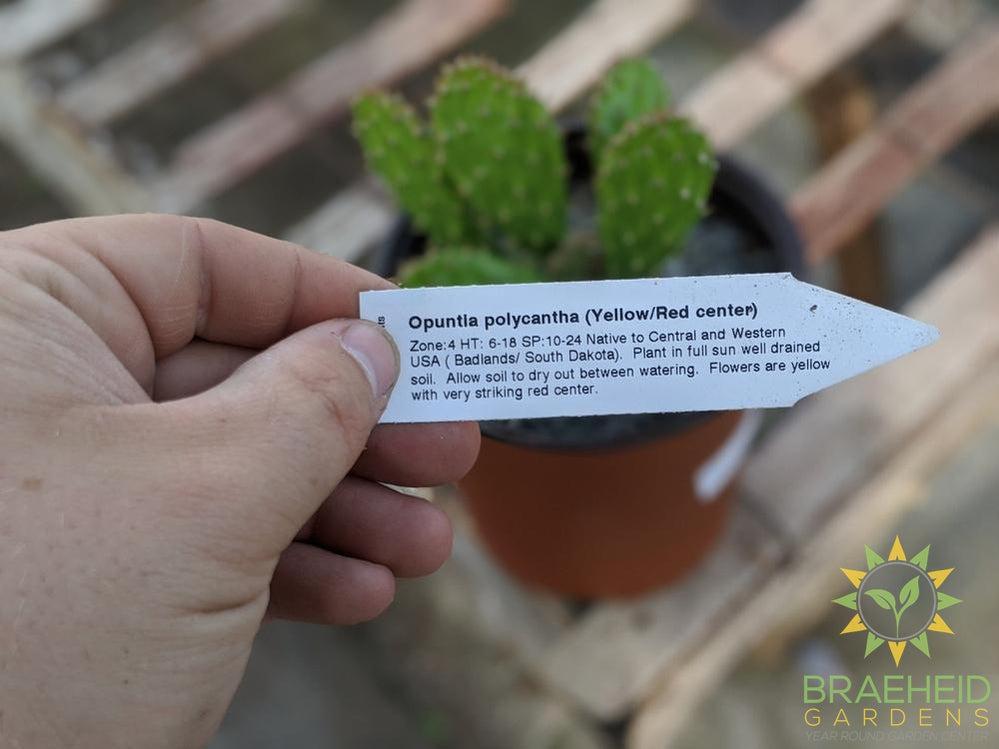 Opuntia polycantha (Yellow/Red center)
Zone:4 HT: 6-18 SP:10-24 Native to Central and Western
USA ( Badlands/ South Dakota). Plant in full sun well drained
soil. Allow soil to dry out between watering. Flowers are yellow
with very striking red center.
BRAEHEID
GARDENS
YEAR ROUND GARDEN CENTER